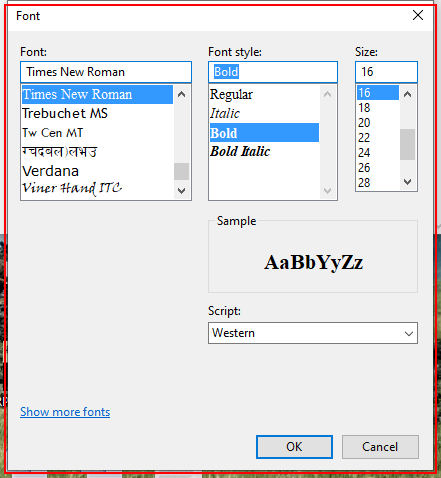 Font
Font:
Font style:
Size:
Times New Roman
Bold
16
Times New Roman
Trebuchet MS
Tw Cen MT
Verdana
Viner Hand ITC
Regular
Italic
Bold
Bold Italic
16
18
20
22
24
26
28
Sample
AaBbYyZz
Script:
Western
Show more fonts
OK
Cancel